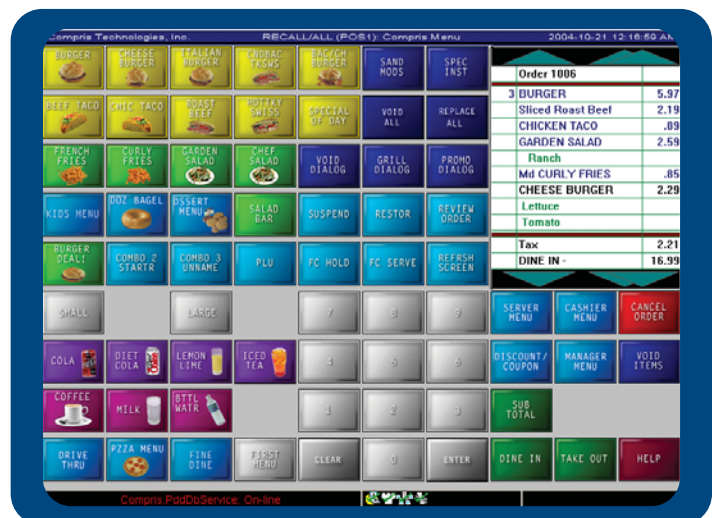 Compris Technologies, Inc. RECALL/ALL (POS1): Compris Menu 2004-10-21 12:16:59 AM
BURGER
CHEESE BURGER
ITALIAN BURGER
BAC/CH BURGER
SAND MODS
SPEC INST
BEEF TACO
CHIC TACO
ROAST BEEF
SPECIAL OF DAY
VOID ALL
REPLACE ALL
FRENCH FRIES
CURLY FRIES
GARDEN SALAD
CHEF SALAD
VOID DIALOG
GRILL DIALOG
PROMO DIALOG
KIDS MENU
DOZ BAGEL
DSSERT MENU
SALAD BAR
SUSPEND
RESTOR
REVIEW ORDER
BURGER DEAL!
COMBO 2 STARTR
COMBO 3 UNNAME
PLU
FC HOLD
FC SERVE
REFRSH SCREEN
SMALL
LARGE
7
8
9
COLA
DIET COLA
LEMON LIME
ICED TEA
4
5
6
COFFEE
MILK
BTTL WATR
1
2
3
DRIVE THRU
PZZA MENU
FINE DINE
FIRST MENU
CLEAR
0
ENTER
Order 1006
3 BURGER 5.97
Sliced Roast Beef 2.19
CHICKEN TACO .89
GARDEN SALAD 2.59
Ranch
Md CURLY FRIES .85
CHEESE BURGER 2.29
Lettuce
Tomato
Tax 2.21
DINE IN - 16.99
SERVER MENU
CASHIER MENU
CANCEL ORDER
DISCOUNT/ COUPON
MANAGER MENU
VOID ITEMS
SUB TOTAL
DINE IN
TAKE OUT
HELP
Compris PddDbService: On-line